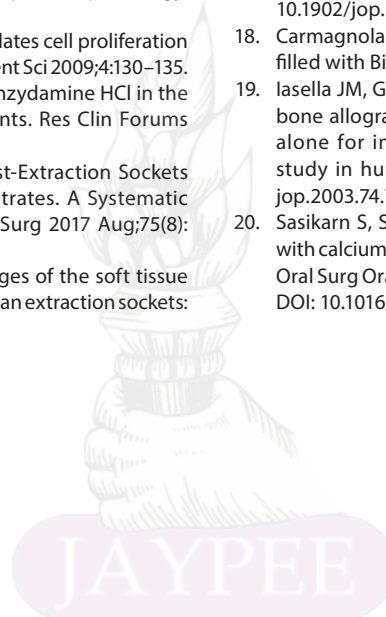 lates cell proliferation
ent Sci 2009;4:130–135.
nzydamine HCl in the
nts. Res Clin Forums
st-Extraction Sockets
trates. A Systematic
Surg 2017 Aug;75(8):
ges of the soft tissue
an extraction sockets:
10.1902/jop.
18. Carmagnola
filled with Bi
19. Iasella JM, G
bone allogra
alone for in
study in hu
jop.2003.74.
20. Sasikarn S, S
with calcium
Oral Surg Ora
DOI: 10.1016
JAYPEE